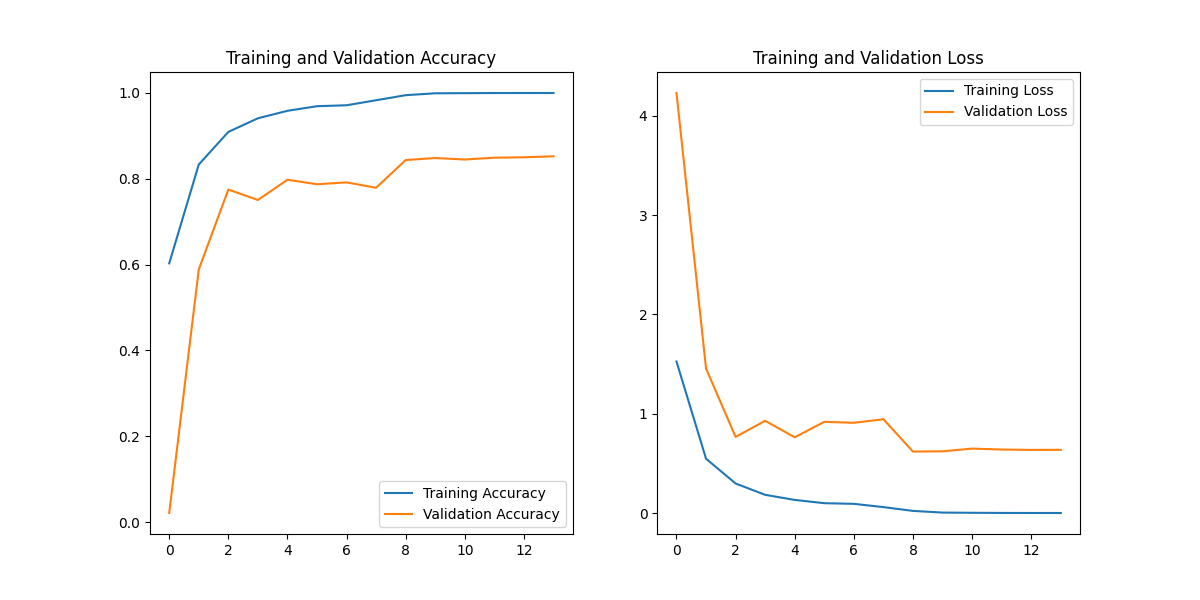 Training and Validation Accuracy
1.0
0.8
0.6
0.4
0.2
0.0
0 2 4 6 8 10 12
Training Accuracy
Validation Accuracy
Training and Validation Loss
4
3
2
1
0
0 2 4 6 8 10 12
Training Loss
Validation Loss